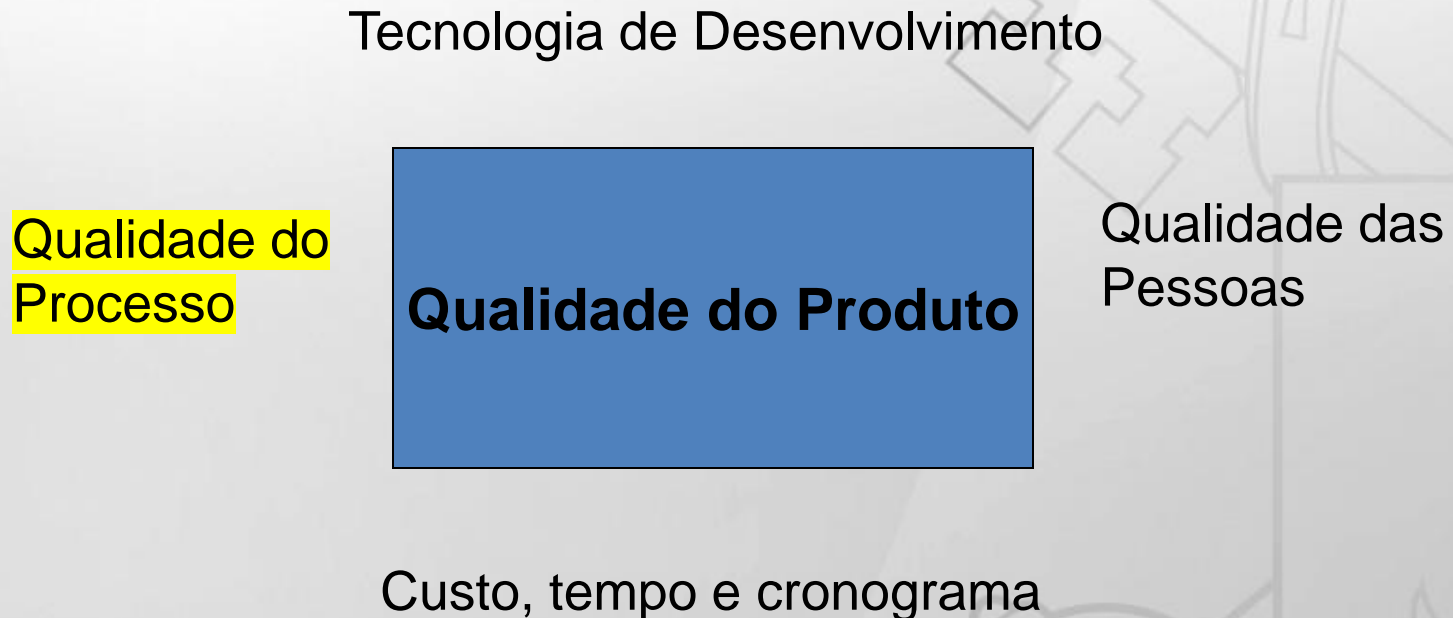 Tecnologia de Desenvolvimento
Qualidade do
Processo
Qualidade do Produto
Qualidade das
Pessoas
Custo, tempo e cronograma